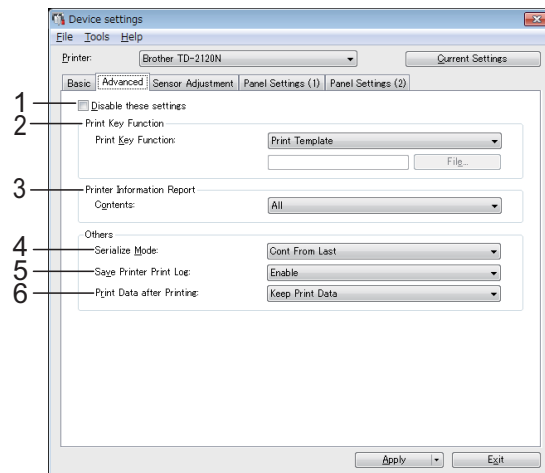 Device settings
File Tools Help
Printer: Brother TD-2120N Current Settings
Basic Advanced Sensor Adjustment Panel Settings (1) Panel Settings (2)
1 Disable these settings
2 Print Key Function
Print Key Function: Print Template
File...
3 Printer Information Report
Contents: All
Others
4 Serialize Mode: Cont From Last
5 Save Printer Print Log: Enable
6 Print Data after Printing: Keep Print Data
Apply Exit